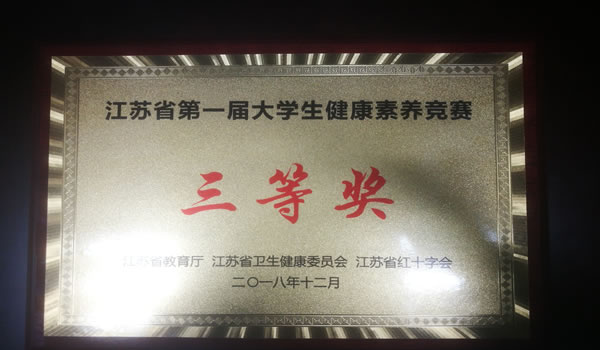 江苏省第一届大学生健康素养竞赛
三等奖
江苏省教育厅 江苏省卫生健康委员会 江苏省红十字会
二〇一八年十二月